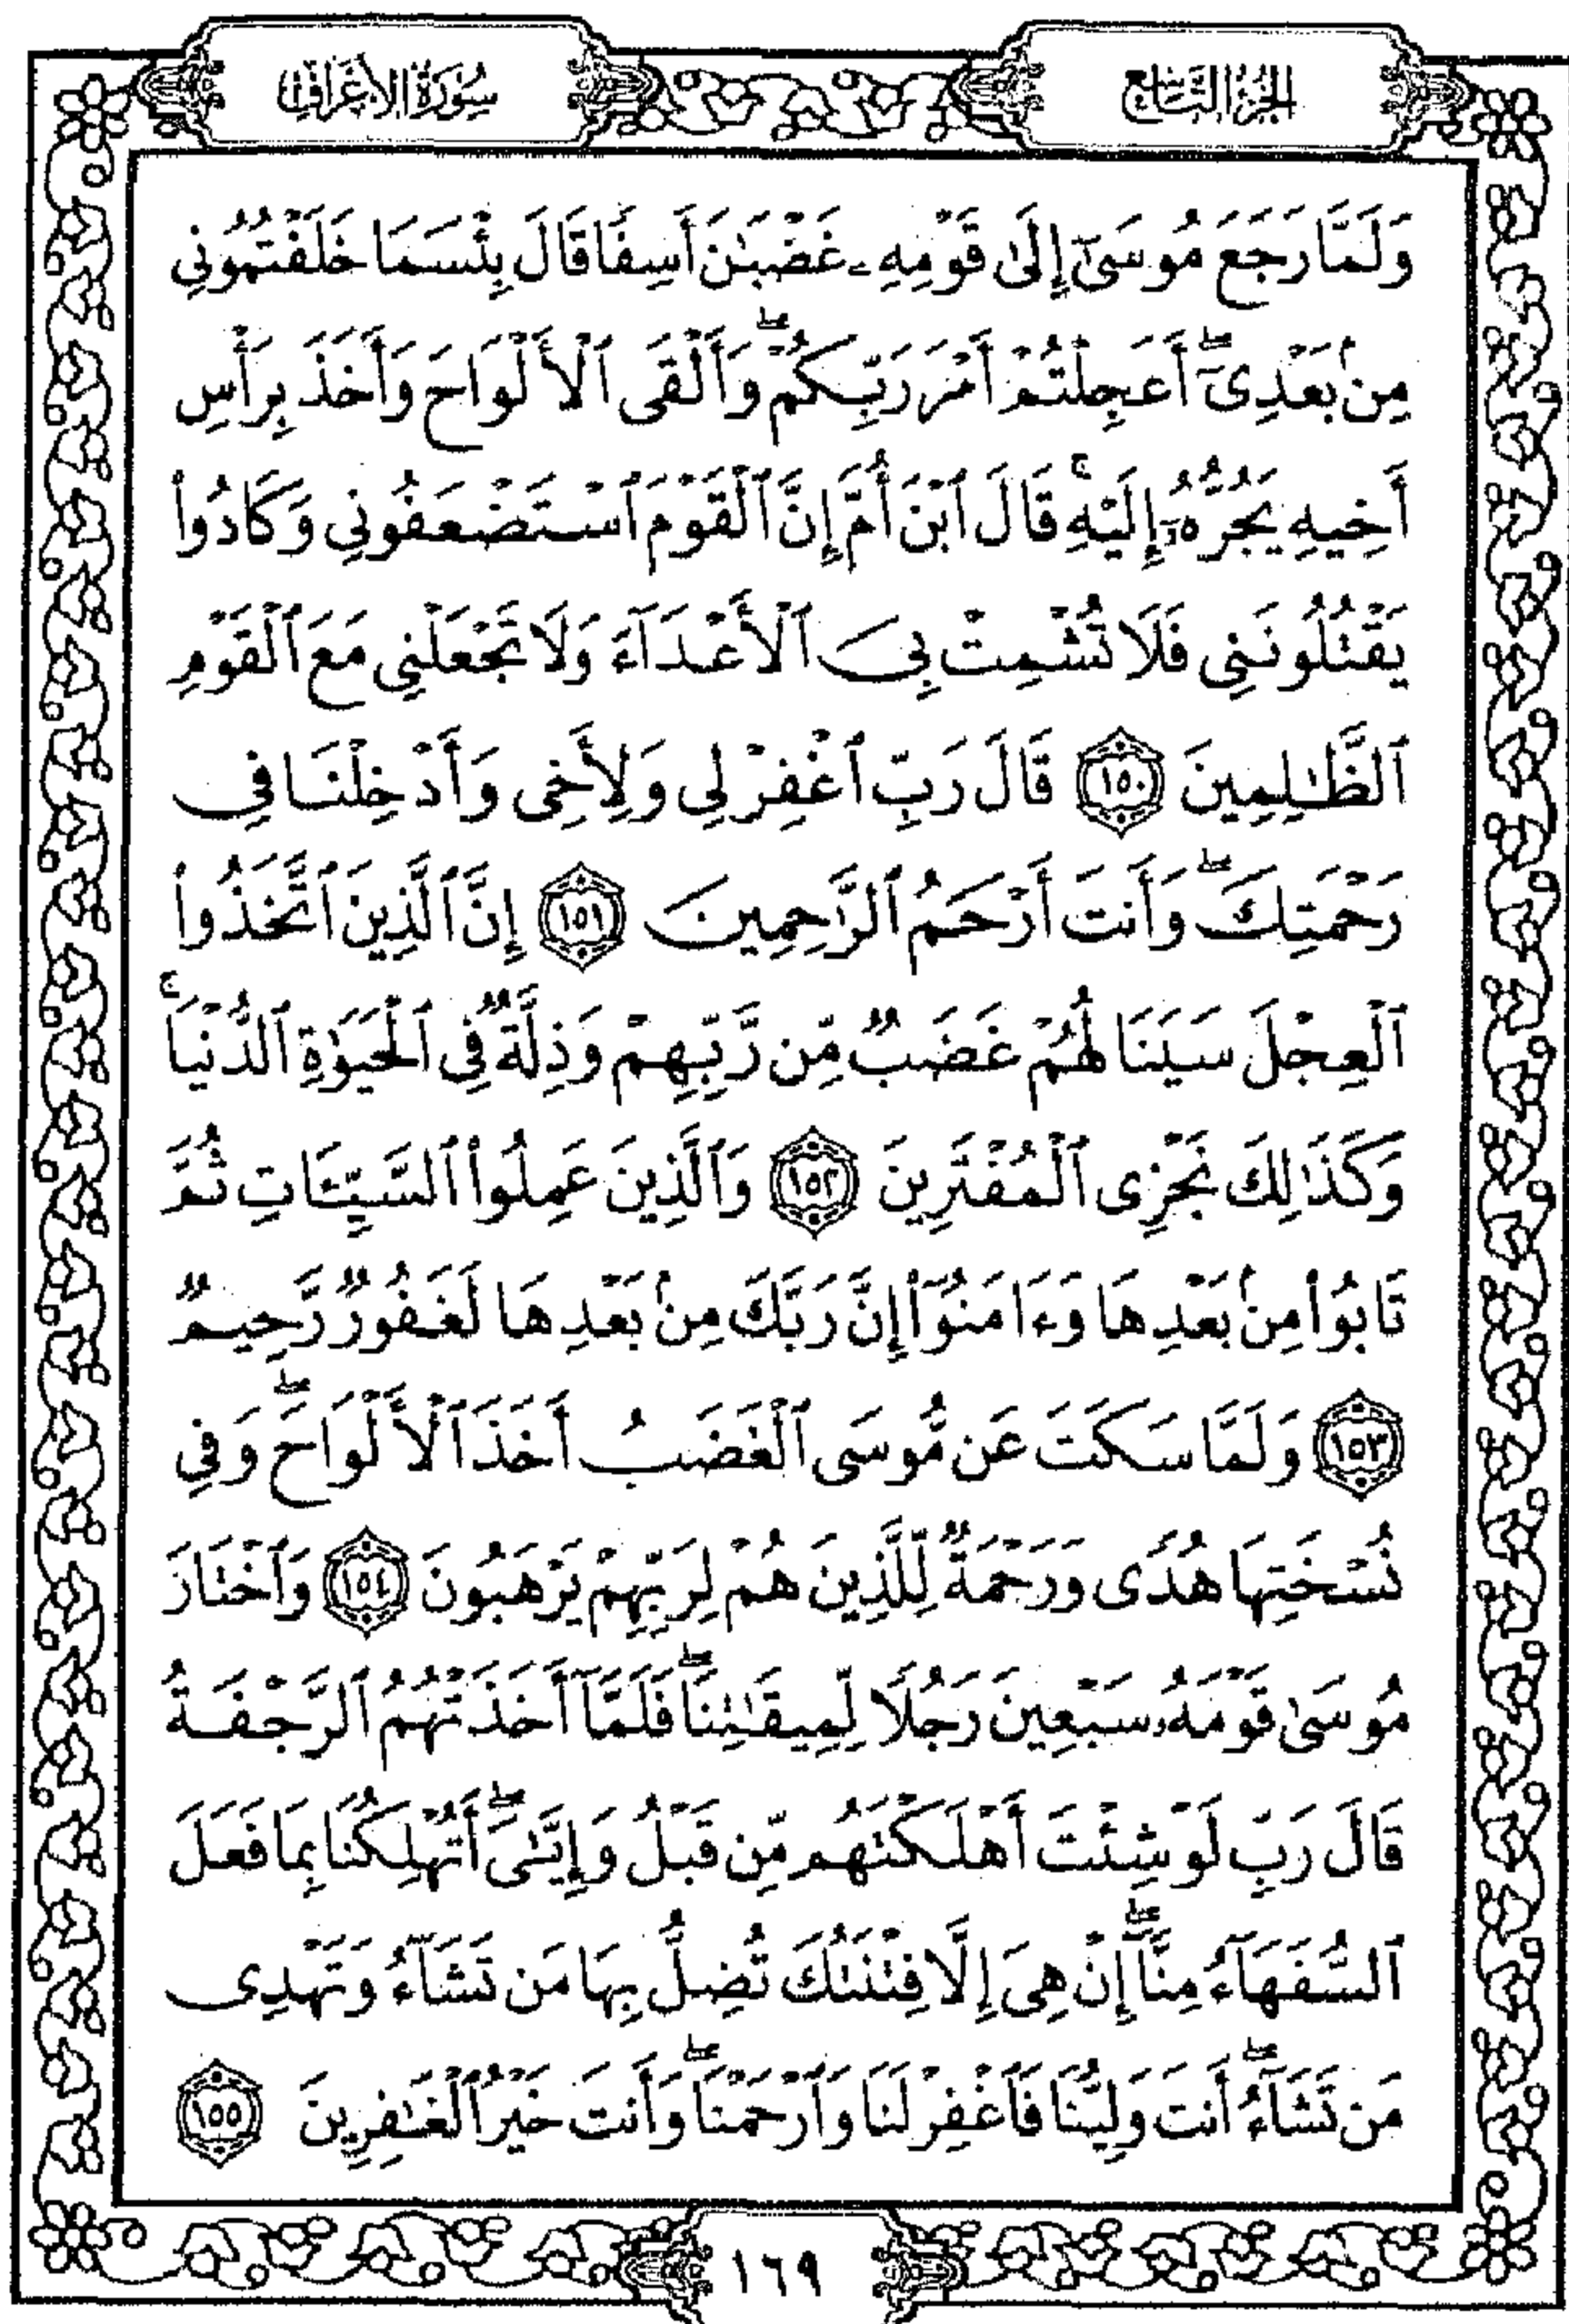 الجزء التاسع
سورة الأعراف
وَلَمَّا رَجَعَ مُوسَىٰٓ إِلَىٰ قَوْمِهِۦ غَضْبَٰنَ أَسِفًا قَالَ بِئْسَمَا خَلَفْتُمُونِي
مِنۢ بَعْدِىٓ ۖ أَعَجِلْتُمْ أَمْرَ رَبِّكُمْ ۖ وَأَلْقَى ٱلْأَلْوَاحَ وَأَخَذَ بِرَأْسِ
أَخِيهِ يَجُرُّهُۥٓ إِلَيْهِ ۚ قَالَ ٱبْنَ أُمَّ إِنَّ ٱلْقَوْمَ ٱسْتَضْعَفُونِي وَكَادُوا۟
يَقْتُلُونَنِي فَلَا تُشْمِتْ بِىَ ٱلْأَعْدَآءَ وَلَا تَجْعَلْنِي مَعَ ٱلْقَوْمِ
ٱلظَّٰلِمِينَ ١٥٠ قَالَ رَبِّ ٱغْفِرْ لِي وَلِأَخِى وَأَدْخِلْنَا فِي
رَحْمَتِكَ ۖ وَأَنتَ أَرْحَمُ ٱلرَّٰحِمِينَ ١٥١ إِنَّ ٱلَّذِينَ ٱتَّخَذُوا۟
ٱلْعِجْلَ سَيَنَالُهُمْ غَضَبٌ مِّن رَّبِّهِمْ وَذِلَّةٌ فِى ٱلْحَيَوٰةِ ٱلدُّنْيَا ۚ
وَكَذَٰلِكَ نَجْزِى ٱلْمُفْتَرِينَ ١٥٢ وَٱلَّذِينَ عَمِلُوا۟ ٱلسَّيِّـَٔاتِ ثُمَّ
تَابُوا۟ مِنۢ بَعْدِهَا وَءَامَنُوٓا۟ إِنَّ رَبَّكَ مِنۢ بَعْدِهَا لَغَفُورٌ رَّحِيمٌ
١٥٣ وَلَمَّا سَكَتَ عَن مُّوسَى ٱلْغَضَبُ أَخَذَ ٱلْأَلْوَاحَ ۖ وَفِي
نُسْخَتِهَا هُدًى وَرَحْمَةٌ لِّلَّذِينَ هُمْ لِرَبِّهِمْ يَرْهَبُونَ ١٥٤ وَٱخْتَارَ
مُوسَىٰ قَوْمَهُۥ سَبْعِينَ رَجُلًا لِّمِيقَٰتِنَا ۖ فَلَمَّآ أَخَذَتْهُمُ ٱلرَّجْفَةُ
قَالَ رَبِّ لَوْ شِئْتَ أَهْلَكْتَهُم مِّن قَبْلُ وَإِيَّٰىَ ۖ أَتُهْلِكُنَا بِمَا فَعَلَ
ٱلسُّفَهَآءُ مِنَّآ ۖ إِنْ هِىَ إِلَّا فِتْنَتُكَ تُضِلُّ بِهَا مَن تَشَآءُ وَتَهْدِى
مَن تَشَآءُ ۖ أَنتَ وَلِيُّنَا فَٱغْفِرْ لَنَا وَٱرْحَمْنَا ۖ وَأَنتَ خَيْرُ ٱلْغَٰفِرِينَ ١٥٥
١٦٩